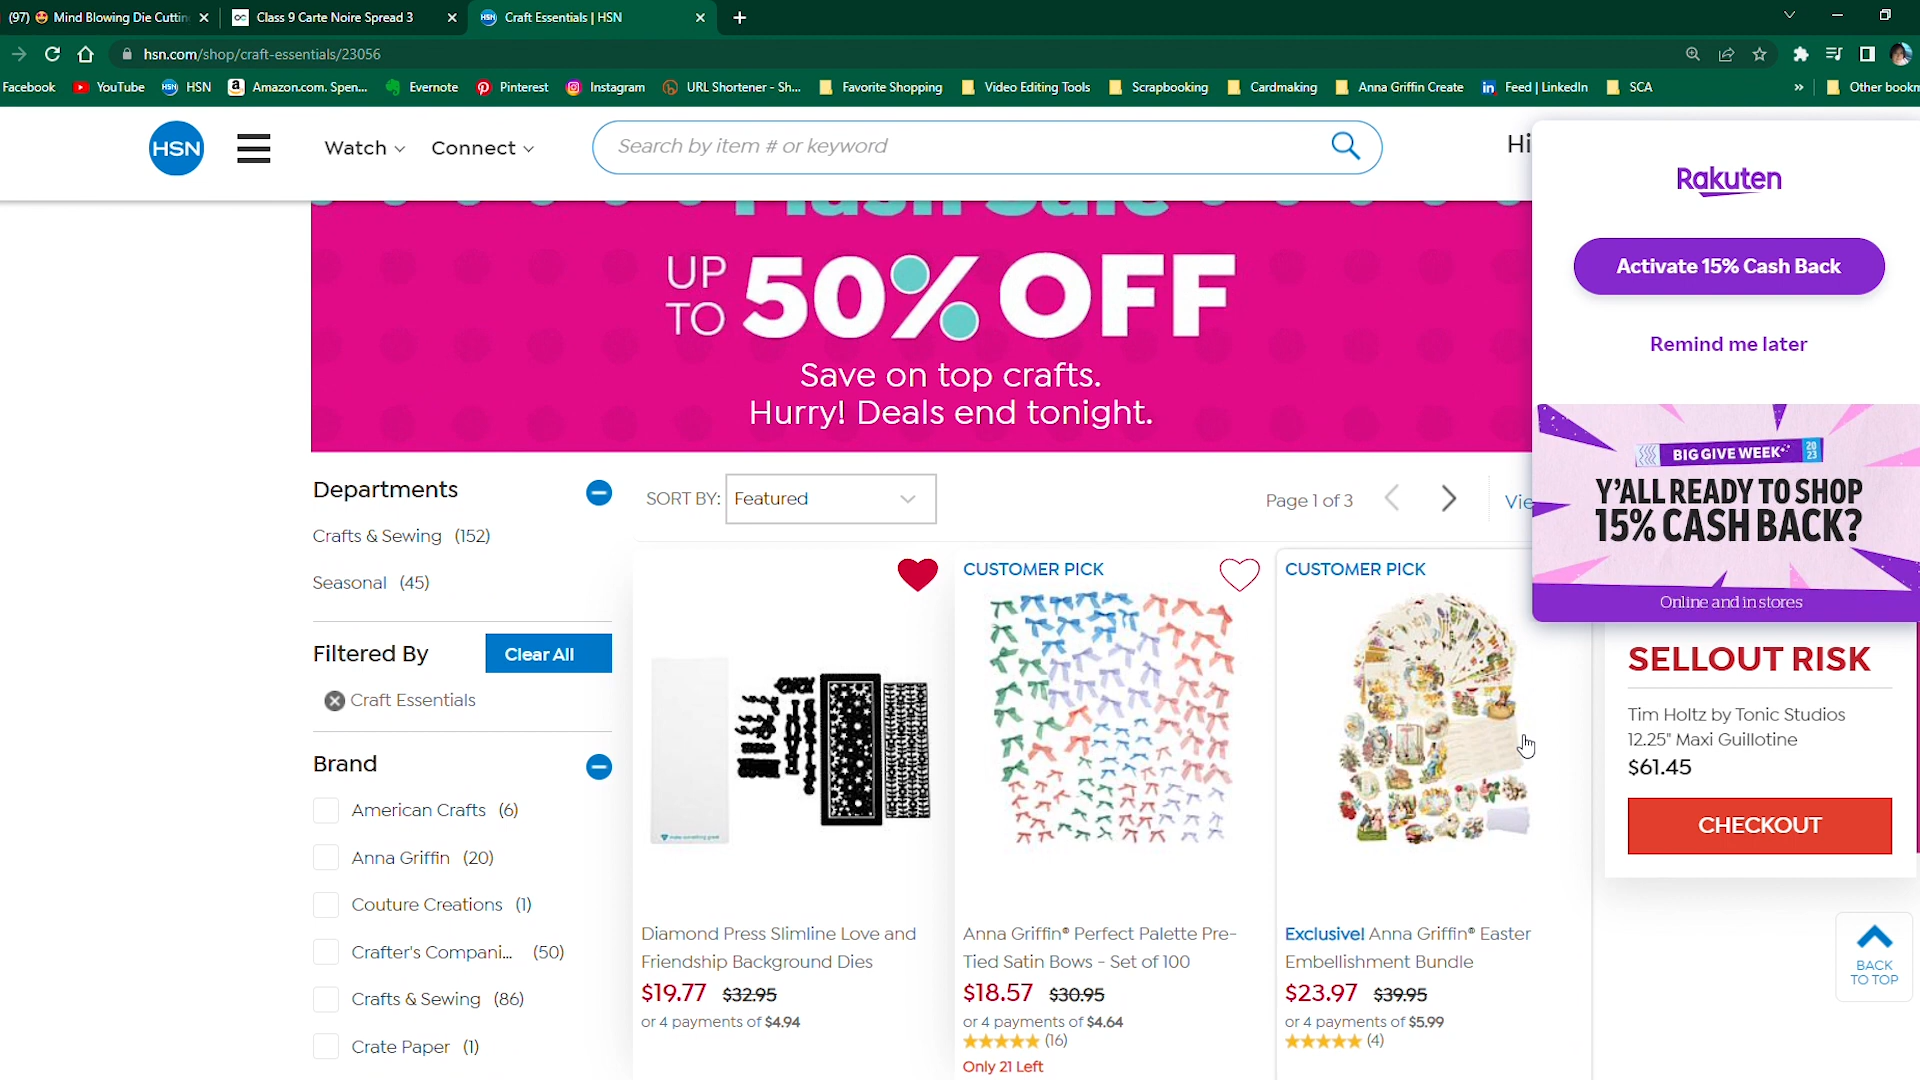 (97) 😍 Mind Blowing Die Cuttin
Class 9 Carte Noire Spread 3
HSN Craft Essentials | HSN
hsn.com/shop/craft-essentials/23056
Facebook YouTube HSN Amazon.com. Spen... Evernote Pinterest Instagram URL Shortener - Sh... Favorite Shopping Video Editing Tools Scrapbooking Cardmaking Anna Griffin Create Feed | LinkedIn SCA » Other bookm
HSN
Watch
Connect
Search by item # or keyword
Hi
UP TO 50% OFF
Save on top crafts.
Hurry! Deals end tonight.
Rakuten
Activate 15% Cash Back
Remind me later
BIG GIVE WEEK 2023
Y'ALL READY TO SHOP
15% CASH BACK?
Online and in stores
Departments
Crafts & Sewing (152)
Seasonal (45)
Filtered By
Clear All
Craft Essentials
Brand
American Crafts (6)
Anna Griffin (20)
Couture Creations (1)
Crafter's Compani... (50)
Crafts & Sewing (86)
Crate Paper (1)
SORT BY: Featured
Page 1 of 3
Vie
make something great
Diamond Press Slimline Love and
Friendship Background Dies
$19.77 $32.95
or 4 payments of $4.94
CUSTOMER PICK
Anna Griffin® Perfect Palette Pre-
Tied Satin Bows - Set of 100
$18.57 $30.95
or 4 payments of $4.64
(16)
Only 21 Left
CUSTOMER PICK
Exclusive! Anna Griffin® Easter
Embellishment Bundle
$23.97 $39.95
or 4 payments of $5.99
(4)
SELLOUT RISK
Tim Holtz by Tonic Studios
12.25" Maxi Guillotine
$61.45
CHECKOUT
BACK
TO TOP